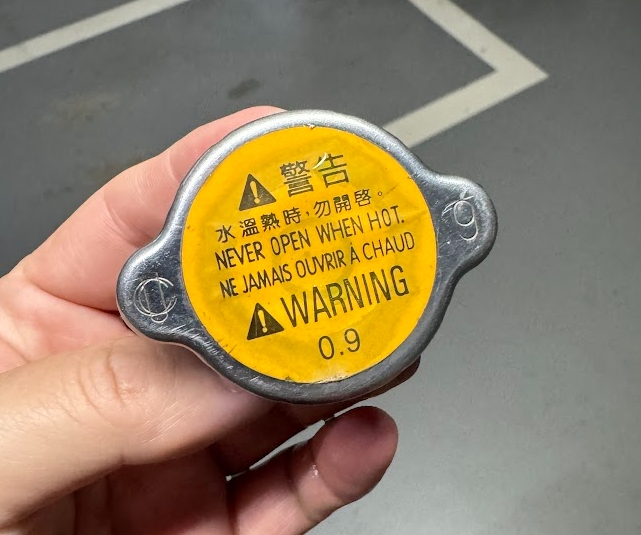 警告
水溫熱時,勿開啓。
NEVER OPEN WHEN HOT.
NE JAMAIS OUVRIR À CHAUD
WARNING
0.9
C
9